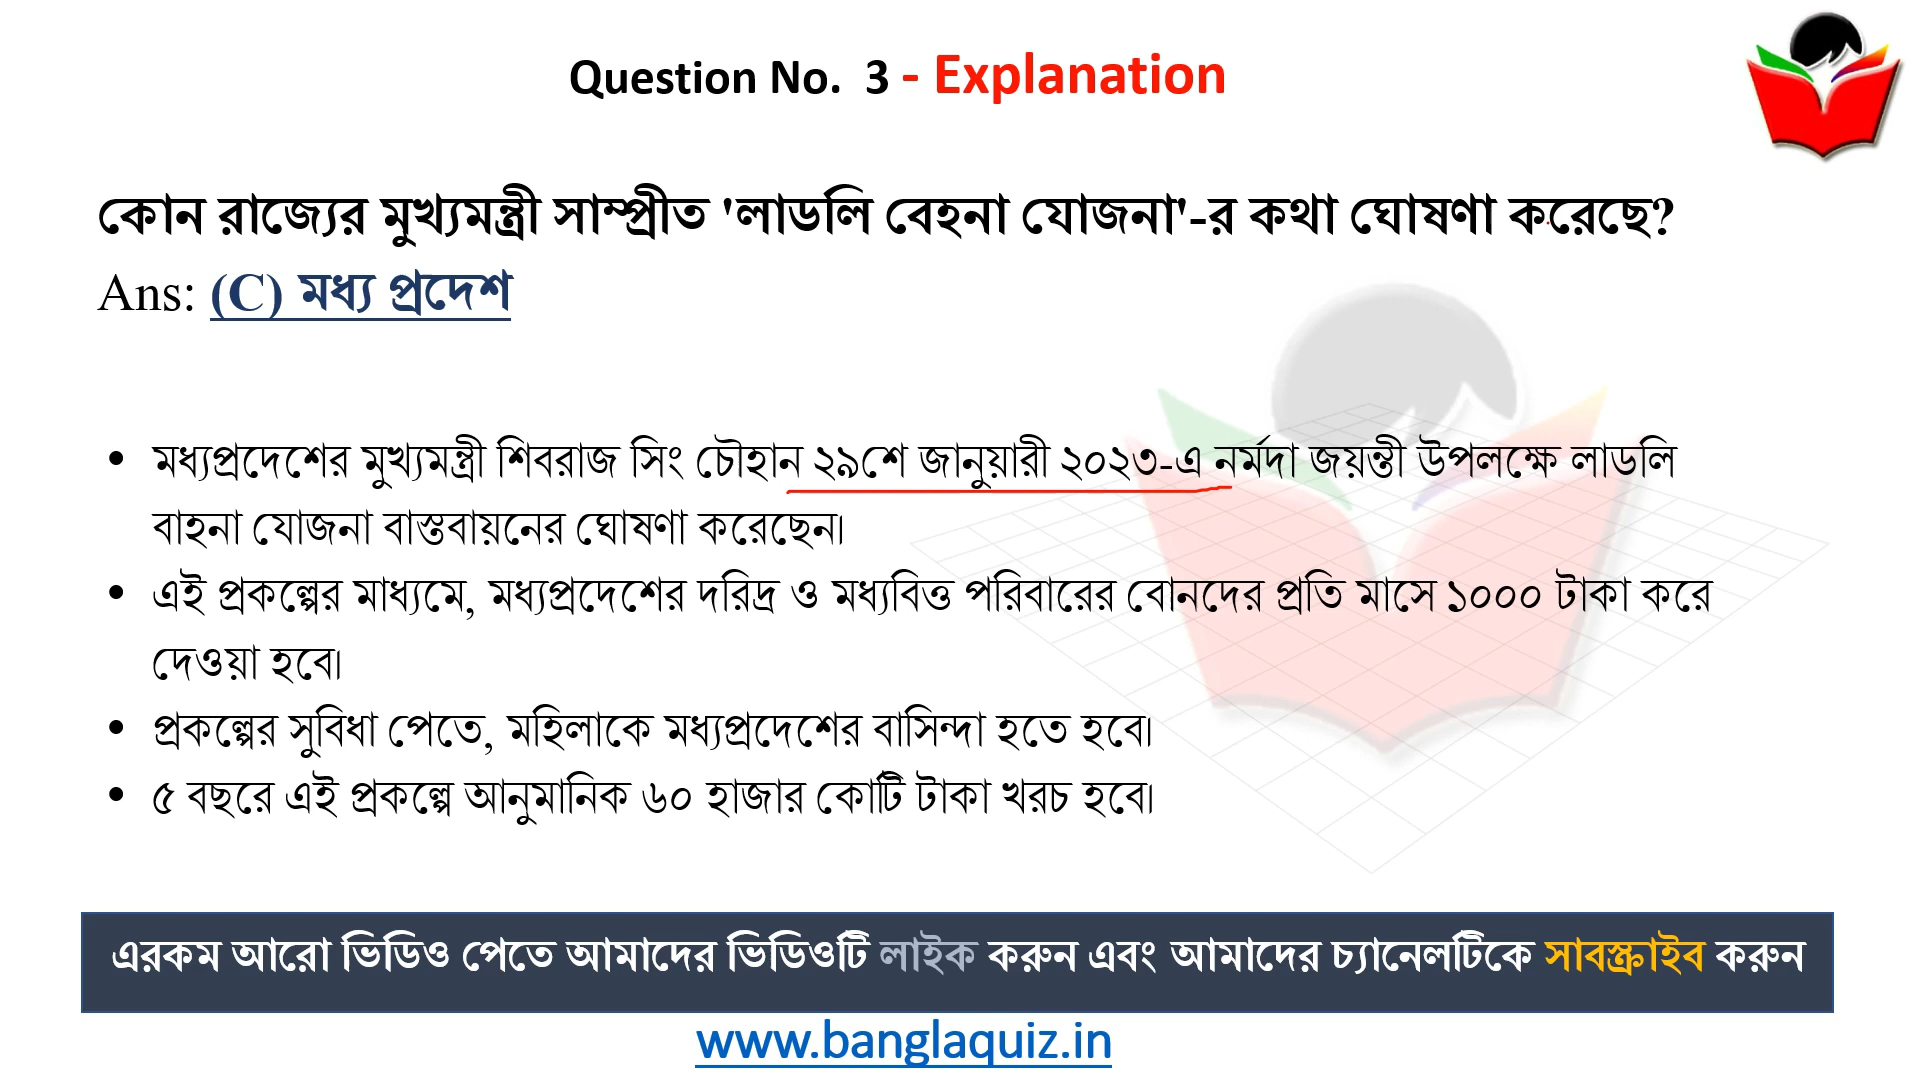 Question No. 3 - Explanation
কোন রাজ্যের মুখ্যমন্ত্রী সাম্প্রীত 'লাডলি বেহনা যোজনা'-র কথা ঘোষণা করেছে?
Ans: (C) মধ্য প্রদেশ
• মধ্যপ্রদেশের মুখ্যমন্ত্রী শিবরাজ সিং চৌহান ২৯শে জানুয়ারী ২০২৩-এ নর্মদা জয়ন্তী উপলক্ষে লাডলি
বাহনা যোজনা বাস্তবায়নের ঘোষণা করেছেন।
• এই প্রকল্পের মাধ্যমে, মধ্যপ্রদেশের দরিদ্র ও মধ্যবিত্ত পরিবারের বোনদের প্রতি মাসে ১০০০ টাকা করে
দেওয়া হবে।
• প্রকল্পের সুবিধা পেতে, মহিলাকে মধ্যপ্রদেশের বাসিন্দা হতে হবে।
• ৫ বছরে এই প্রকল্পে আনুমানিক ৬০ হাজার কোটি টাকা খরচ হবে।
এরকম আরো ভিডিও পেতে আমাদের ভিডিওটি লাইক করুন এবং আমাদের চ্যানেলটিকে সাবস্ক্রাইব করুন
www.banglaquiz.in